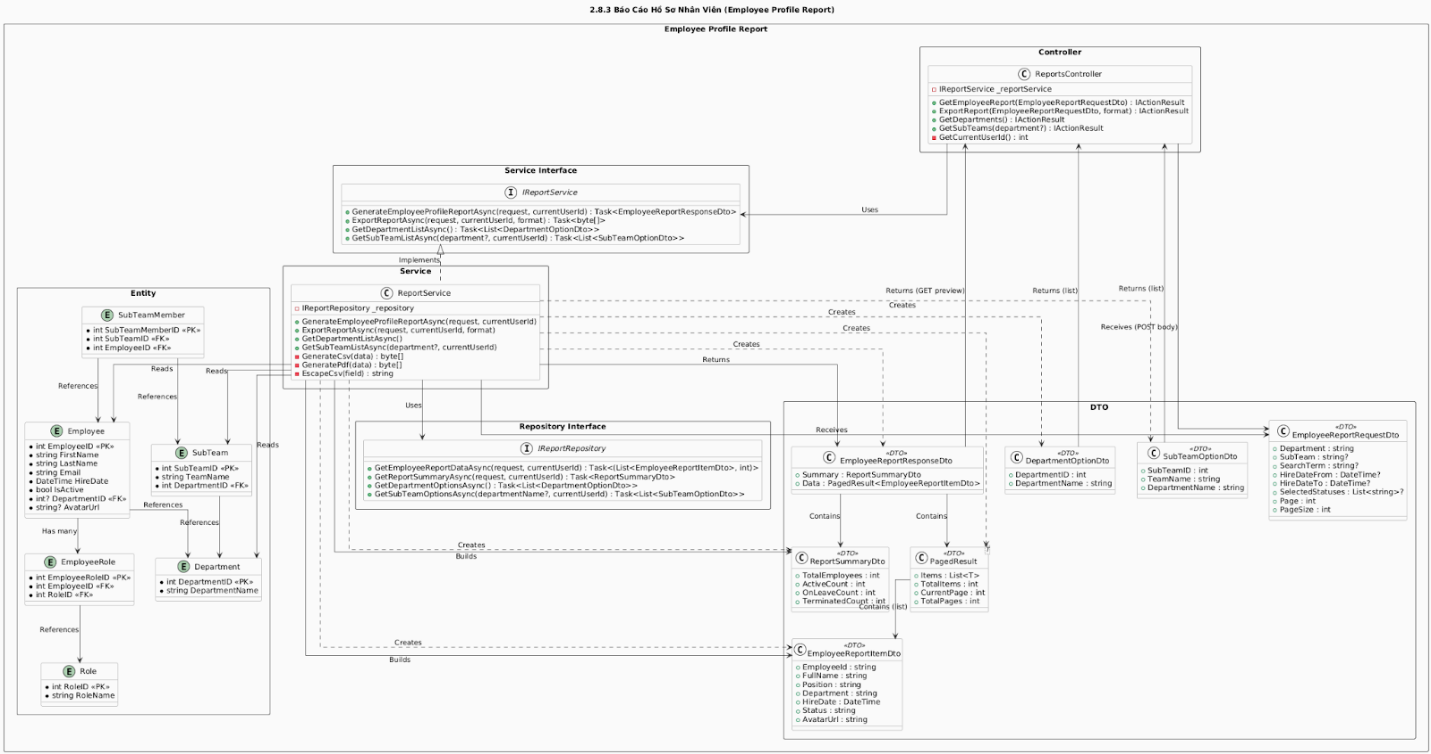 2.8.3 Báo Cáo Hồ Sơ Nhân Viên (Employee Profile Report)
Employee Profile Report
Controller
C ReportsController
IReportService _reportService
GetEmployeeReport(EmployeeReportRequestDto) : IActionResult
ExportReport(EmployeeReportRequestDto, format) : IActionResult
GetDepartments() : IActionResult
GetSubTeams(department?) : IActionResult
GetCurrentUserId() : int
Service Interface
I IReportService
GenerateEmployeeProfileReportAsync(request, currentUserId) : Task<EmployeeReportResponseDto>
ExportReportAsync(request, currentUserId, format) : Task<byte[]>
GetDepartmentListAsync() : Task<List<DepartmentOptionDto>>
GetSubTeamListAsync(department?, currentUserId) : Task<List<SubTeamOptionDto>>
Uses
Implements
Service
C ReportService
IReportRepository _repository
GenerateEmployeeProfileReportAsync(request, currentUserId)
ExportReportAsync(request, currentUserId, format)
GetDepartmentListAsync()
GetSubTeamListAsync(department?, currentUserId)
GenerateCsv(data) : byte[]
GeneratePdf(data) : byte[]
EscapeCsv(field) : string
Returns (GET preview)
Returns (list)
Returns (list)
Creates
Creates
Creates
Creates
Receives (POST body)
Returns
Entity
E SubTeamMember
int SubTeamMemberID «PK»
int SubTeamID «FK»
int EmployeeID «FK»
References
Reads
Reads
References
Reads
Uses
E Employee
int EmployeeID «PK»
string FirstName
string LastName
string Email
DateTime HireDate
bool IsActive
int? DepartmentID «FK»
string? AvatarUrl
E SubTeam
int SubTeamID «PK»
string TeamName
int DepartmentID «FK»
References
References
Has many
E EmployeeRole
int EmployeeRoleID «PK»
int EmployeeID «FK»
int RoleID «FK»
E Department
int DepartmentID «PK»
string DepartmentName
References
E Role
int RoleID «PK»
string RoleName
Repository Interface
I IReportRepository
GetEmployeeReportDataAsync(request, currentUserId) : Task<(List<EmployeeReportItemDto>, int)>
GetReportSummaryAsync(request, currentUserId) : Task<ReportSummaryDto>
GetDepartmentOptionsAsync() : Task<List<DepartmentOptionDto>>
GetSubTeamOptionsAsync(departmentName?, currentUserId) : Task<List<SubTeamOptionDto>>
DTO
Receives
C «DTO»
EmployeeReportResponseDto
Summary : ReportSummaryDto
Data : PagedResult<EmployeeReportItemDto>
C «DTO»
DepartmentOptionDto
DepartmentID : int
DepartmentName : string
C «DTO»
SubTeamOptionDto
SubTeamID : int
TeamName : string
DepartmentName : string
C «DTO»
EmployeeReportRequestDto
Department : string
SubTeam : string
SearchTerm : string?
HireDateFrom : DateTime?
HireDateTo : DateTime?
SelectedStatuses : List<string>?
Page : int
PageSize : int
Contains
Contains
Creates
Builds
C «DTO»
ReportSummaryDto
TotalEmployees : int
ActiveCount : int
OnLeaveCount : int
TerminatedCount : int
C «DTO»
PagedResult
Items : List<T>
TotalItems : int
CurrentPage : int
TotalPages : int
Contains (list)
Creates
Builds
C «DTO»
EmployeeReportItemDto
EmployeeId : string
FullName : string
Position : string
Department : string
HireDate : DateTime
Status : string
AvatarUrl : string